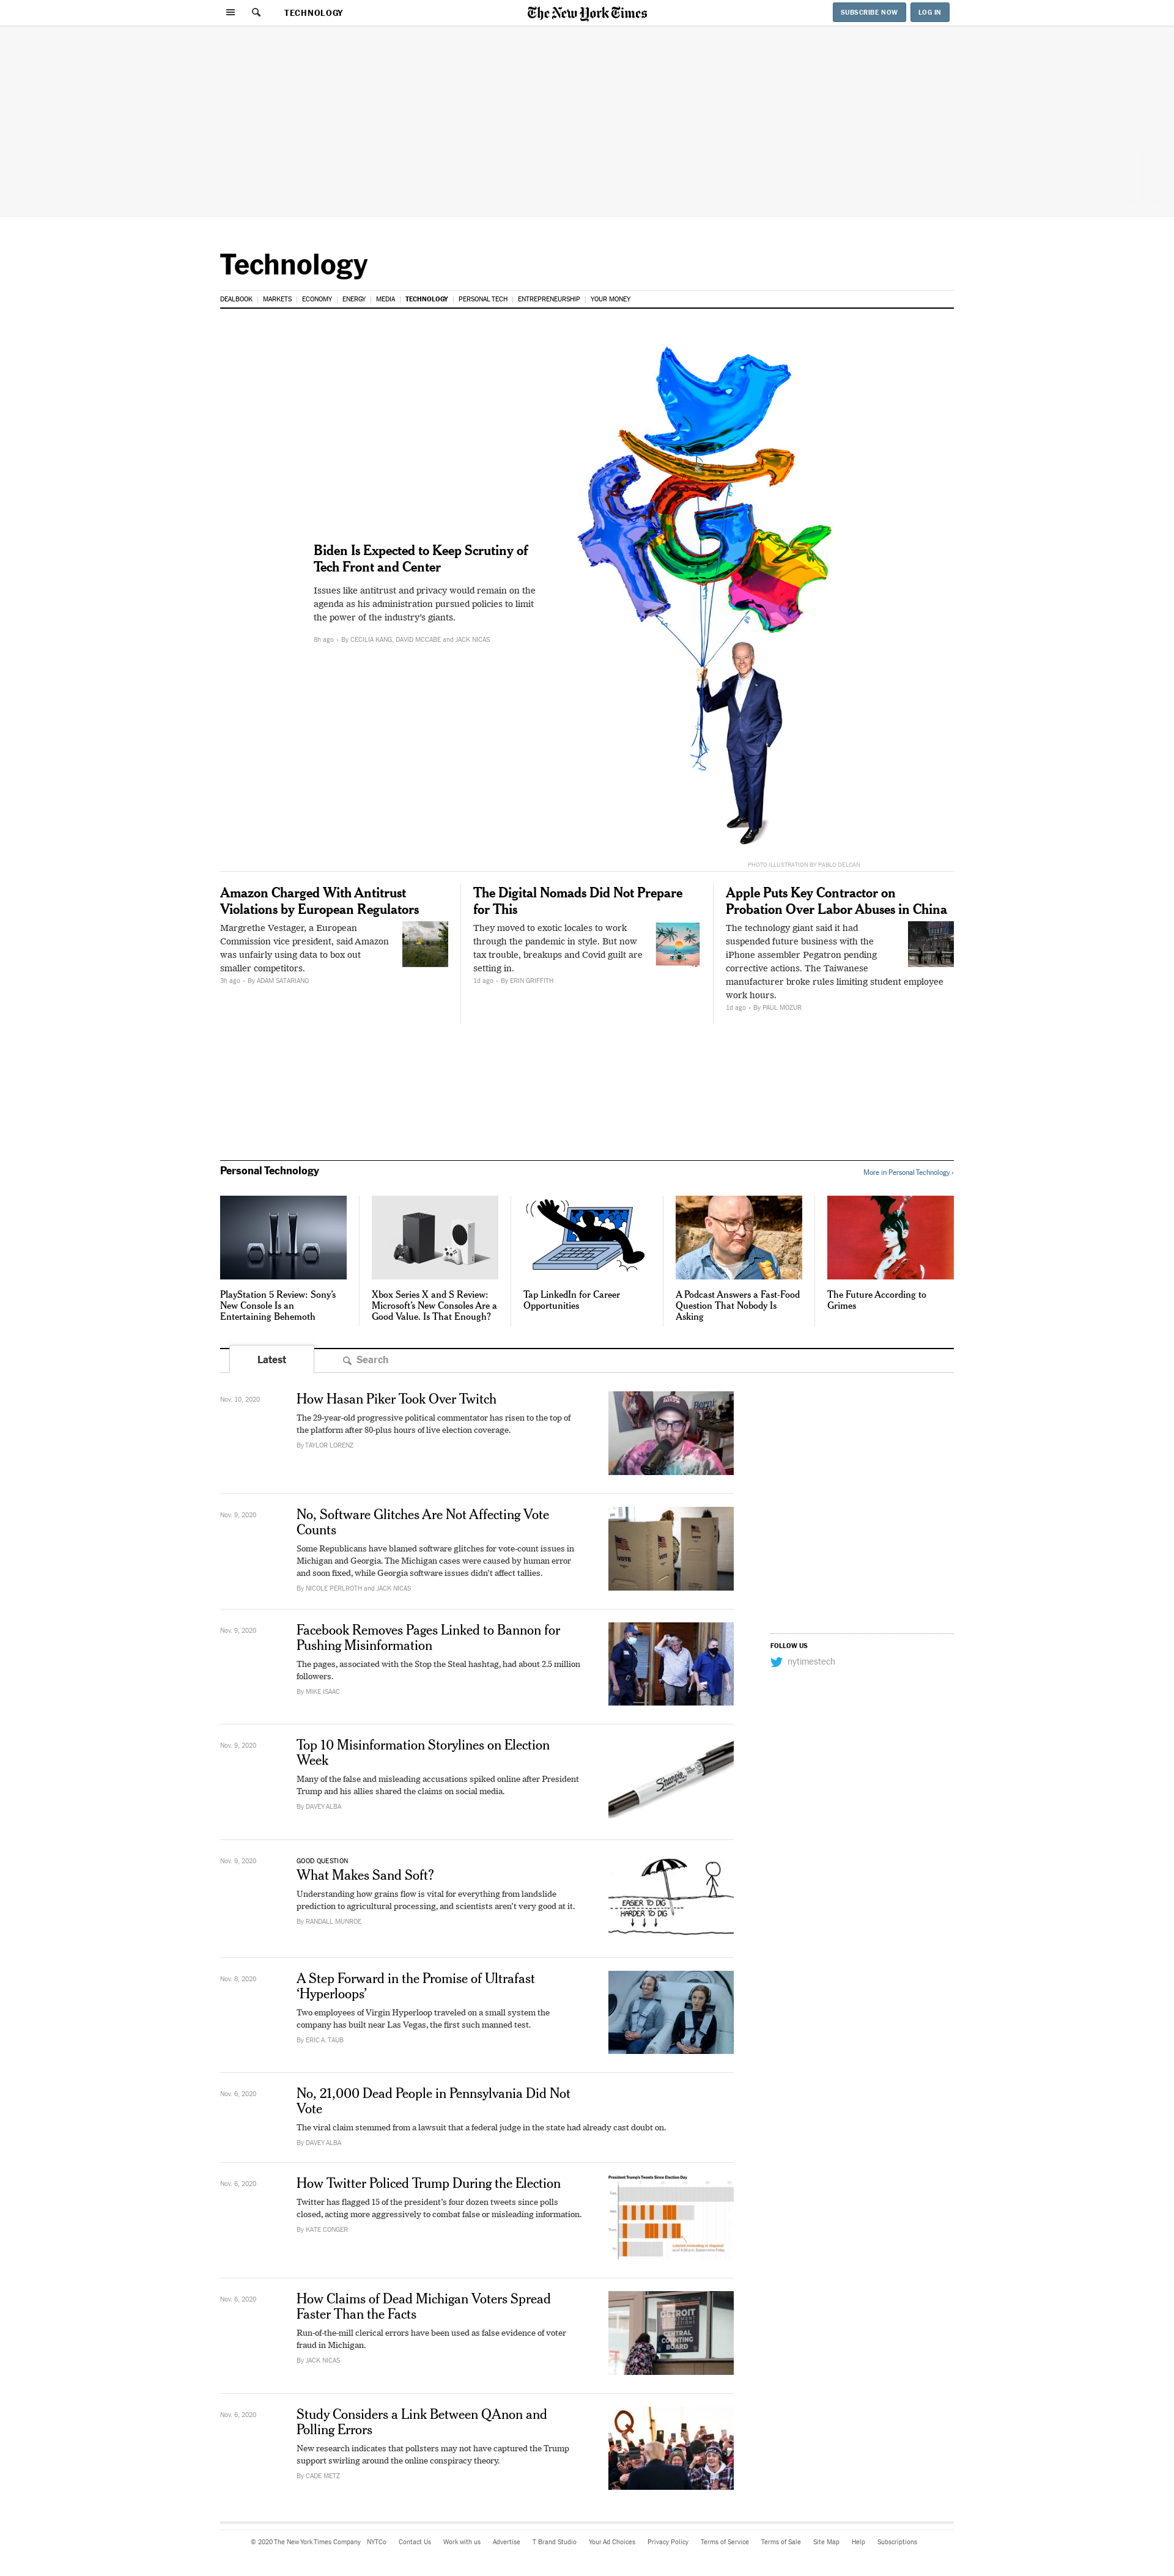 TECHNOLOGY
The New York Times
SUBSCRIBE NOW
LOG IN
Technology
DEALBOOK
MARKETS
ECONOMY
ENERGY
MEDIA
TECHNOLOGY
PERSONAL TECH
ENTREPRENEURSHIP
YOUR MONEY
Biden Is Expected to Keep Scrutiny of
Tech Front and Center
Issues like antitrust and privacy would remain on the
agenda as his administration pursued policies to limit
the power of the industry's giants.
8h ago • By CECILIA KANG, DAVID MCCABE and JACK NICAS
PHOTO ILLUSTRATION BY PABLO DELCAN
Amazon Charged With Antitrust
Violations by European Regulators
Margrethe Vestager, a European
Commission vice president, said Amazon
was unfairly using data to box out
smaller competitors.
3h ago • By ADAM SATARIANO
The Digital Nomads Did Not Prepare
for This
They moved to exotic locales to work
through the pandemic in style. But now
tax trouble, breakups and Covid guilt are
setting in.
1d ago • By ERIN GRIFFITH
Apple Puts Key Contractor on
Probation Over Labor Abuses in China
The technology giant said it had
suspended future business with the
iPhone assembler Pegatron pending
corrective actions. The Taiwanese
manufacturer broke rules limiting student employee
work hours.
1d ago • By PAUL MOZUR
Personal Technology
More in Personal Technology ›
PlayStation 5 Review: Sony's
New Console Is an
Entertaining Behemoth
Xbox Series X and S Review:
Microsoft's New Consoles Are a
Good Value. Is That Enough?
Tap LinkedIn for Career
Opportunities
A Podcast Answers a Fast-Food
Question That Nobody Is
Asking
The Future According to
Grimes
Latest
Search
Nov. 10, 2020
How Hasan Piker Took Over Twitch
The 29-year-old progressive political commentator has risen to the top of
the platform after 80-plus hours of live election coverage.
By TAYLOR LORENZ
Nov. 9, 2020
No, Software Glitches Are Not Affecting Vote
Counts
Some Republicans have blamed software glitches for vote-count issues in
Michigan and Georgia. The Michigan cases were caused by human error
and soon fixed, while Georgia software issues didn't affect tallies.
By NICOLE PERLROTH and JACK NICAS
VOTE
VOTE
Nov. 9, 2020
Facebook Removes Pages Linked to Bannon for
Pushing Misinformation
The pages, associated with the Stop the Steal hashtag, had about 2.5 million
followers.
By MIKE ISAAC
FOLLOW US
nytimestech
Nov. 9, 2020
Top 10 Misinformation Storylines on Election
Week
Many of the false and misleading accusations spiked online after President
Trump and his allies shared the claims on social media.
By DAVEY ALBA
Sharpie
Nov. 9, 2020
GOOD QUESTION
What Makes Sand Soft?
Understanding how grains flow is vital for everything from landslide
prediction to agricultural processing, and scientists aren't very good at it.
By RANDALL MUNROE
EASIER TO DIG
HARDER TO DIG
Nov. 8, 2020
A Step Forward in the Promise of Ultrafast
‘Hyperloops’
Two employees of Virgin Hyperloop traveled on a small system the
company has built near Las Vegas, the first such manned test.
By ERIC A. TAUB
Nov. 6, 2020
No, 21,000 Dead People in Pennsylvania Did Not
Vote
The viral claim stemmed from a lawsuit that a federal judge in the state had already cast doubt on.
By DAVEY ALBA
Nov. 6, 2020
How Twitter Policed Trump During the Election
Twitter has flagged 15 of the president's four dozen tweets since polls
closed, acting more aggressively to combat false or misleading information.
By KATE CONGER
President Trump's Tweets Since Election Day
Nov. 6, 2020
How Claims of Dead Michigan Voters Spread
Faster Than the Facts
Run-of-the-mill clerical errors have been used as false evidence of voter
fraud in Michigan.
By JACK NICAS
DETROIT
CENTRAL
COUNTING
BOARD
Nov. 6, 2020
Study Considers a Link Between QAnon and
Polling Errors
New research indicates that pollsters may not have captured the Trump
support swirling around the online conspiracy theory.
By CADE METZ
Q
© 2020 The New York Times Company
NYTCo
Contact Us
Work with us
Advertise
T Brand Studio
Your Ad Choices
Privacy Policy
Terms of Service
Terms of Sale
Site Map
Help
Subscriptions